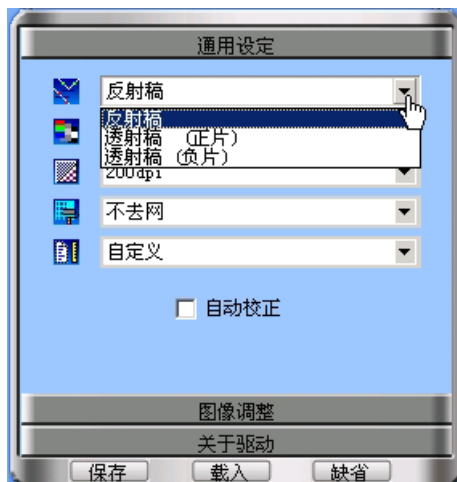 通用设定
反射稿
反射稿
透射稿 （正片）
透射稿（负片）
200dpi
不去网
自定义
自动校正
图像调整
关于驱动
保存 载入 缺省